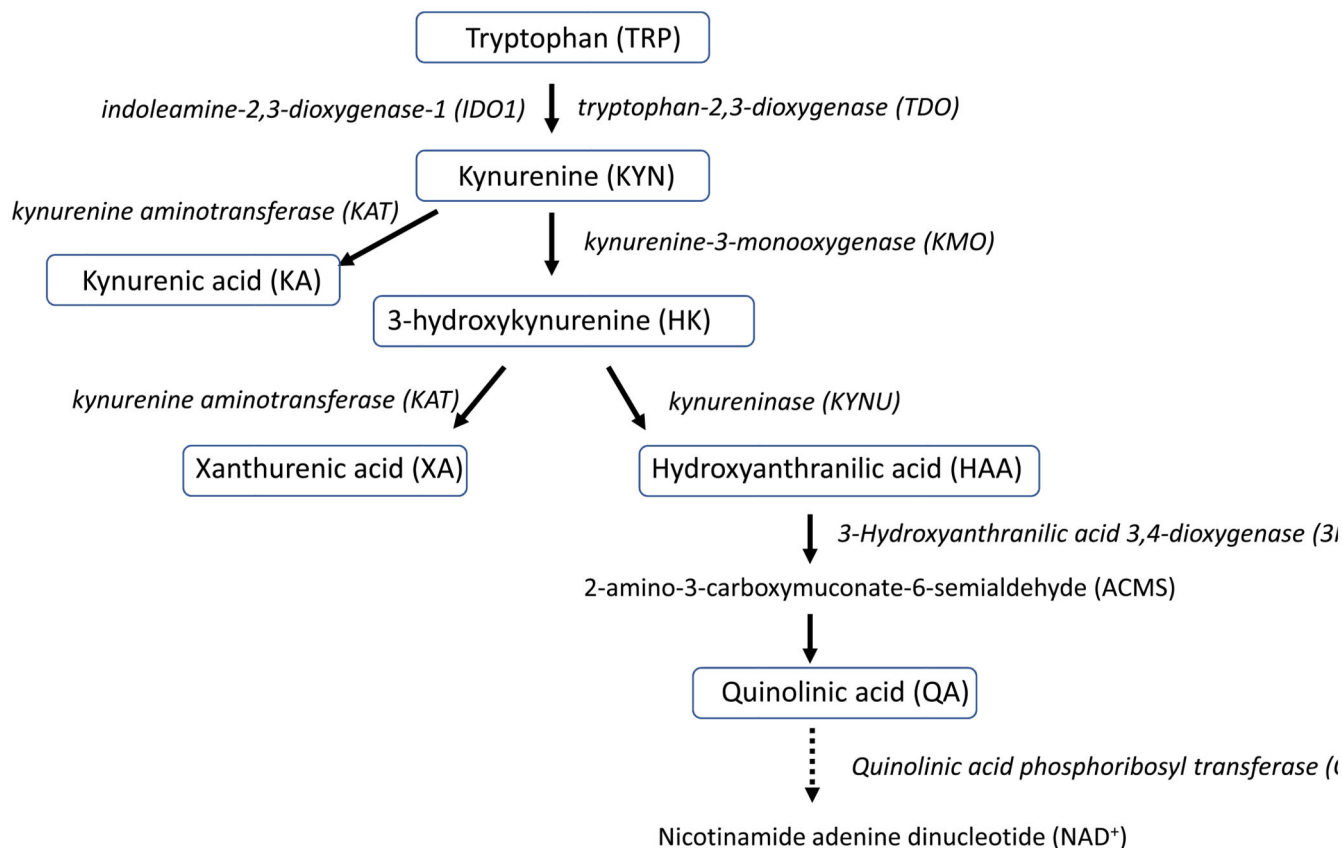 Tryptophan (TRP)
indoleamine-2,3-dioxygenase-1 (IDO1)
tryptophan-2,3-dioxygenase (TDO)
Kynurenine (KYN)
kynurenine aminotransferase (KAT)
kynurenine-3-monooxygenase (KMO)
Kynurenic acid (KA)
3-hydroxykynurenine (HK)
kynurenine aminotransferase (KAT)
kynureninase (KYNU)
Xanthurenic acid (XA)
Hydroxyanthranilic acid (HAA)
3-Hydroxyanthranilic acid 3,4-dioxygenase
2-amino-3-carboxymuconate-6-semialdehyde (ACMS)
Quinolinic acid (QA)
Quinolinic acid phosphoribosyl transferase
Nicotinamide adenine dinucleotide (NAD⁺)